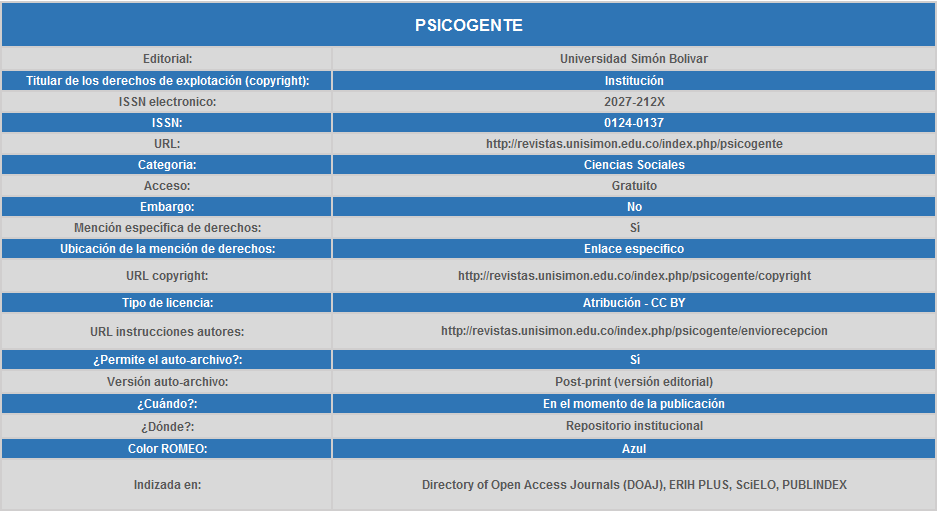 PSICOGENTE
Editorial: Universidad Simón Bolivar
Titular de los derechos de explotación (copyright): Institución
ISSN electronico: 2027-212X
ISSN: 0124-0137
URL: http://revistas.unisimon.edu.co/index.php/psicogente
Categoria: Ciencias Sociales
Acceso: Gratuito
Embargo: No
Mención específica de derechos: Sì
Ubicación de la mención de derechos: Enlace especifico
URL copyright: http://revistas.unisimon.edu.co/index.php/psicogente/copyright
Tipo de licencia: Atribución - CC BY
URL instrucciones autores: http://revistas.unisimon.edu.co/index.php/psicogente/enviorecepcion
¿Permite el auto-archivo?: Sì
Versión auto-archivo: Post-print (versión editorial)
¿Cuándo?: En el momento de la publicación
¿Dónde?: Repositorio institucional
Color ROMEO: Azul
Indizada en: Directory of Open Access Journals (DOAJ), ERIH PLUS, SciELO, PUBLINDEX